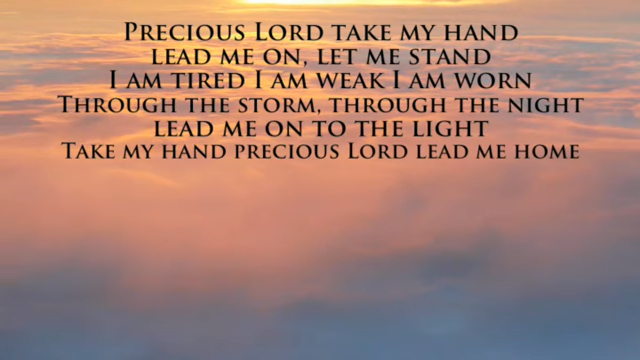 Precious Lord take my hand
lead me on, let me stand
I am tired I am weak I am worn
Through the storm, through the night
lead me on to the light
Take my hand precious Lord lead me home